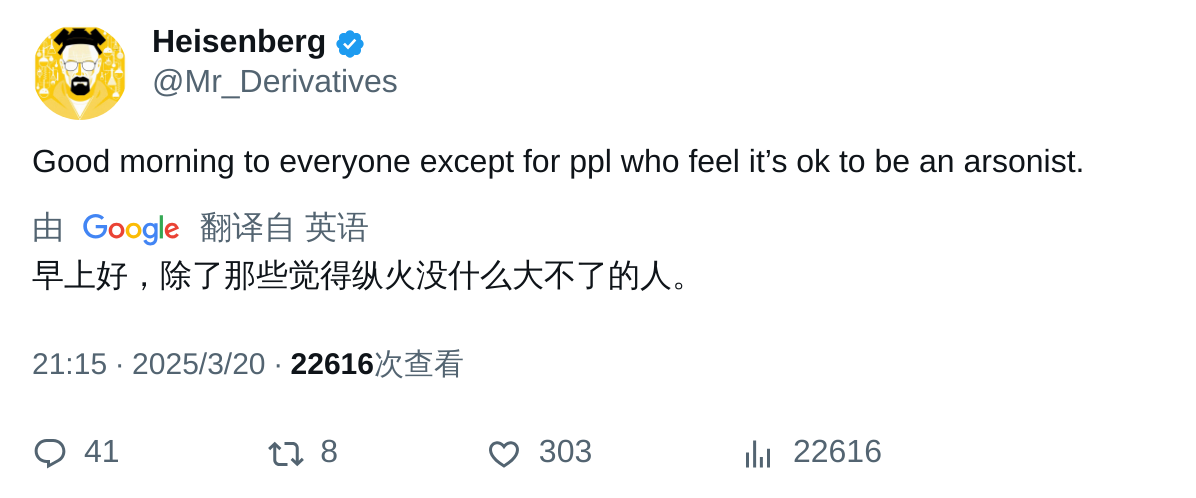 Heisenberg
@Mr_Derivatives
Good morning to everyone except for ppl who feel it’s ok to be an arsonist.
由 Google 翻译自 英语
早上好，除了那些觉得纵火没什么大不了的人。
21:15 · 2025/3/20 · 22616次查看
41 8 303 22616